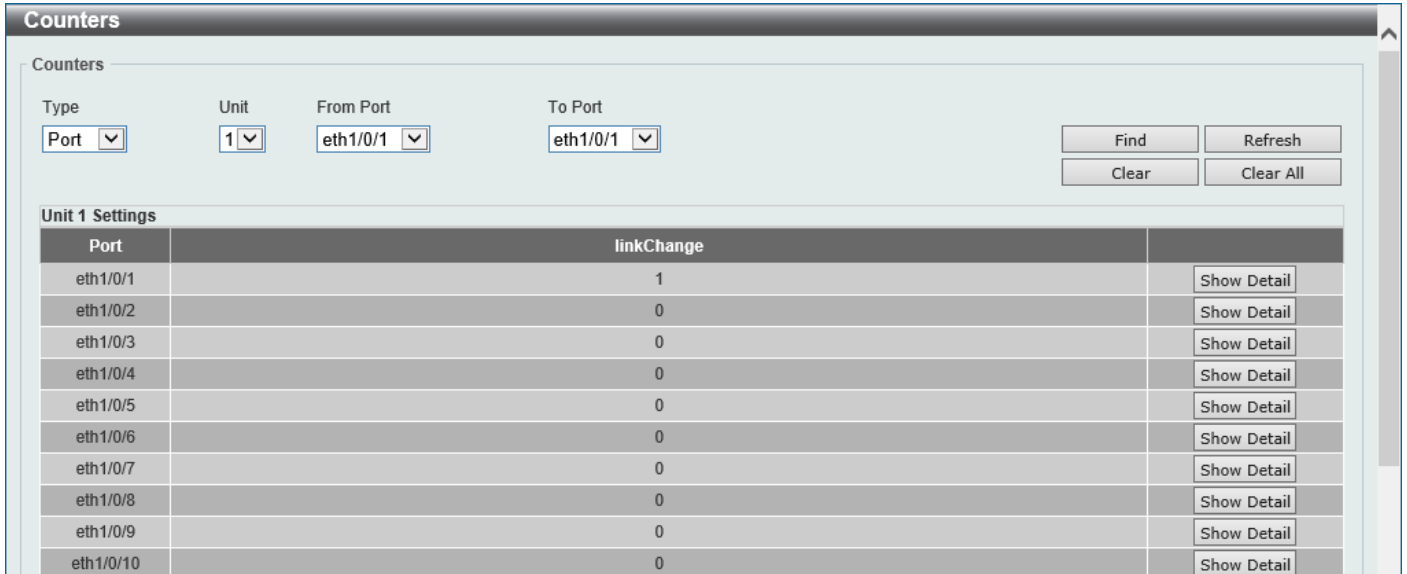 Counters
Counters
Type Unit From Port To Port
Port 1 eth1/0/1 eth1/0/1
Find Refresh
Clear Clear All
Unit 1 Settings
Port linkChange
eth1/0/1 1 Show Detail
eth1/0/2 0 Show Detail
eth1/0/3 0 Show Detail
eth1/0/4 0 Show Detail
eth1/0/5 0 Show Detail
eth1/0/6 0 Show Detail
eth1/0/7 0 Show Detail
eth1/0/8 0 Show Detail
eth1/0/9 0 Show Detail
eth1/0/10 0 Show Detail